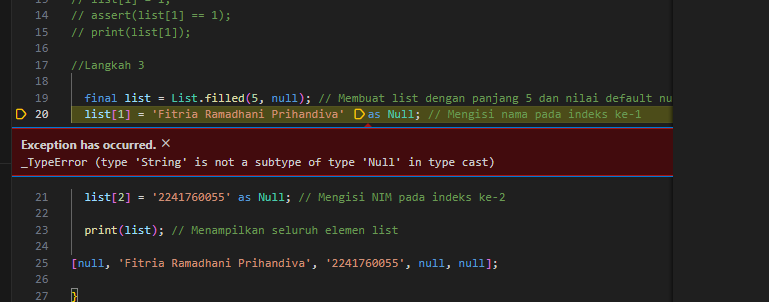 14 // assert(list[1] == 1);
15 // print(list[1]);
16
17 //Langkah 3
18
19 final list = List.filled(5, null); // Membuat list dengan panjang 5 dan nilai default nu
20 list[1] = 'Fitria Ramadhani Prihandiva' as Null; // Mengisi nama pada indeks ke-1
Exception has occurred. ×
_TypeError (type 'String' is not a subtype of type 'Null' in type cast)
21 list[2] = '2241760055' as Null; // Mengisi NIM pada indeks ke-2
22
23 print(list); // Menampilkan seluruh elemen list
24
25 [null, 'Fitria Ramadhani Prihandiva', '2241760055', null, null];
26
27 }